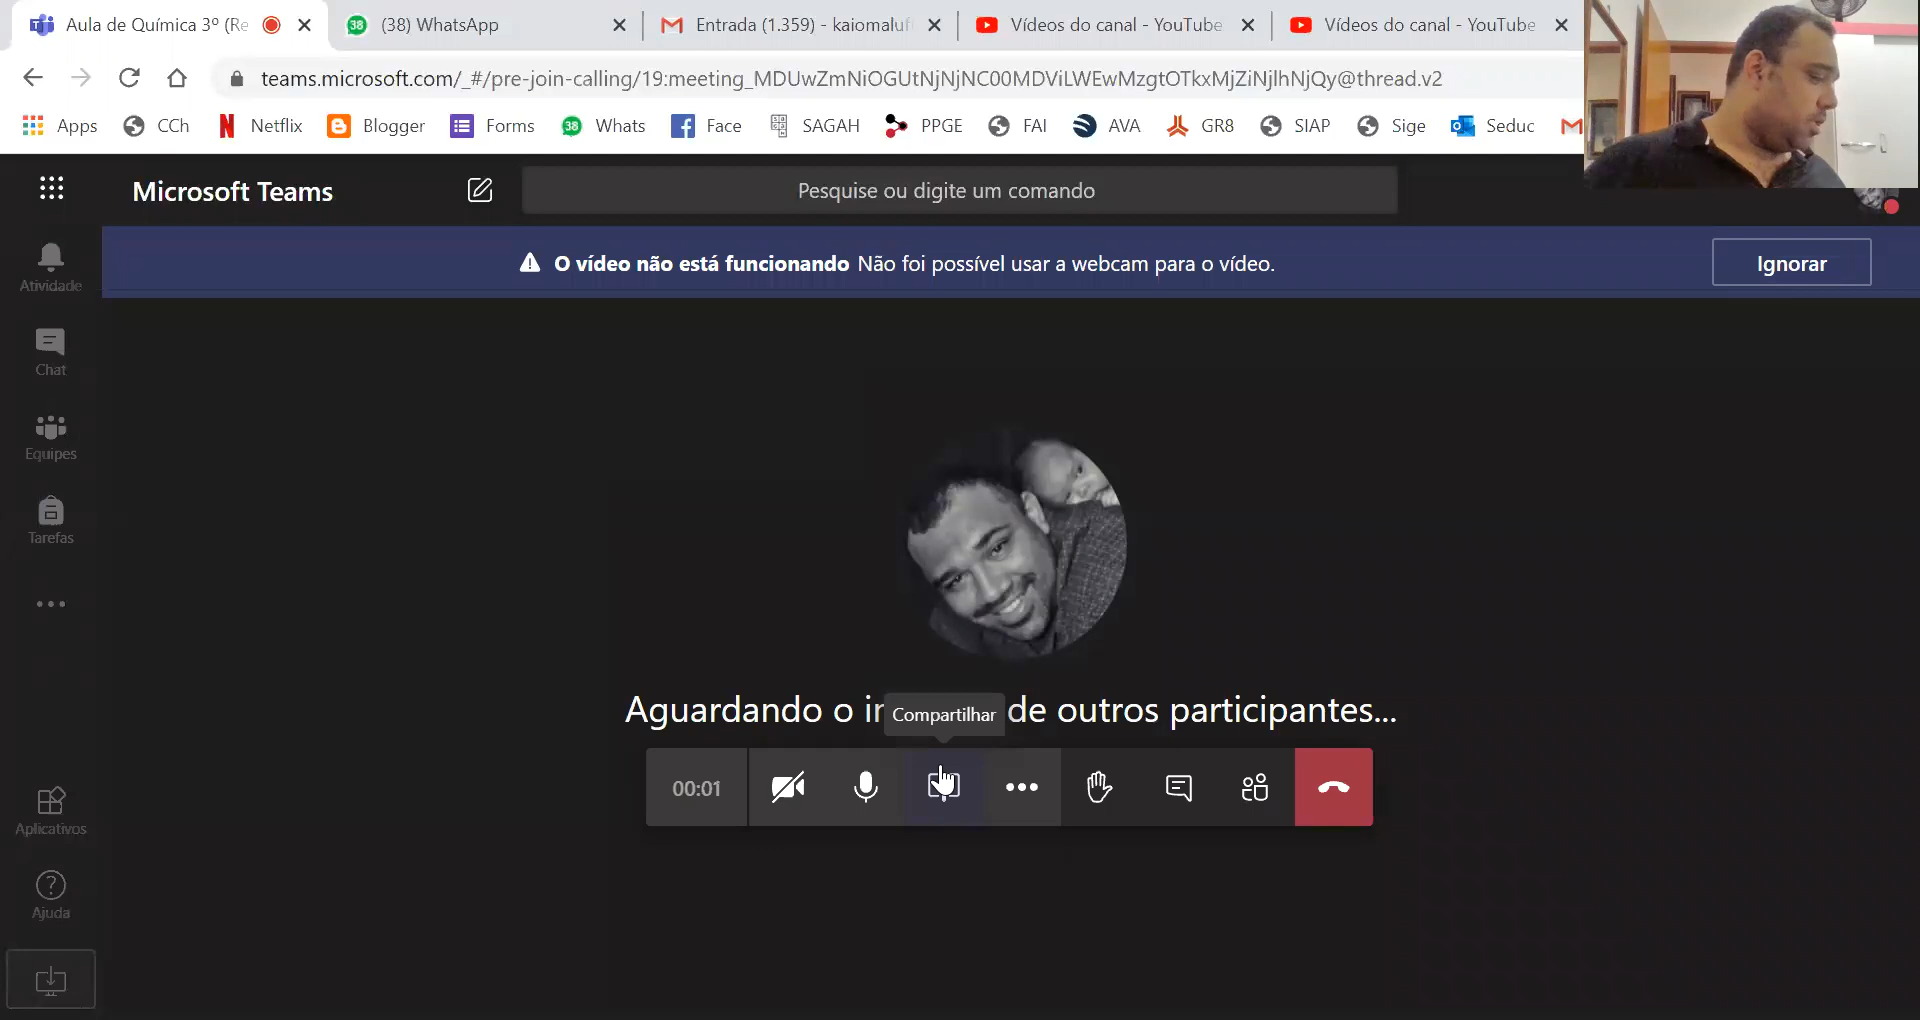 Aula de Química 3º (Re
(38) WhatsApp
Entrada (1.359) - kaiomaluf
Vídeos do canal - YouTube
Vídeos do canal - YouTube
teams.microsoft.com/_#/pre-join-calling/19:meeting_MDUwZmNiOGUtNjNjNC00MDViLWEwMzgtOTkxMjZiNjlhNjQy@thread.v2
Apps CCh Netflix Blogger Forms 38 Whats Face SAGAH PPGE FAI AVA GR8 SIAP Sige Seduc
Microsoft Teams
Pesquise ou digite um comando
O vídeo não está funcionando Não foi possível usar a webcam para o vídeo.
Ignorar
Atividade
Chat
Equipes
Tarefas
Aguardando o in de outros participantes...
Compartilhar
00:01
Aplicativos
Ajuda